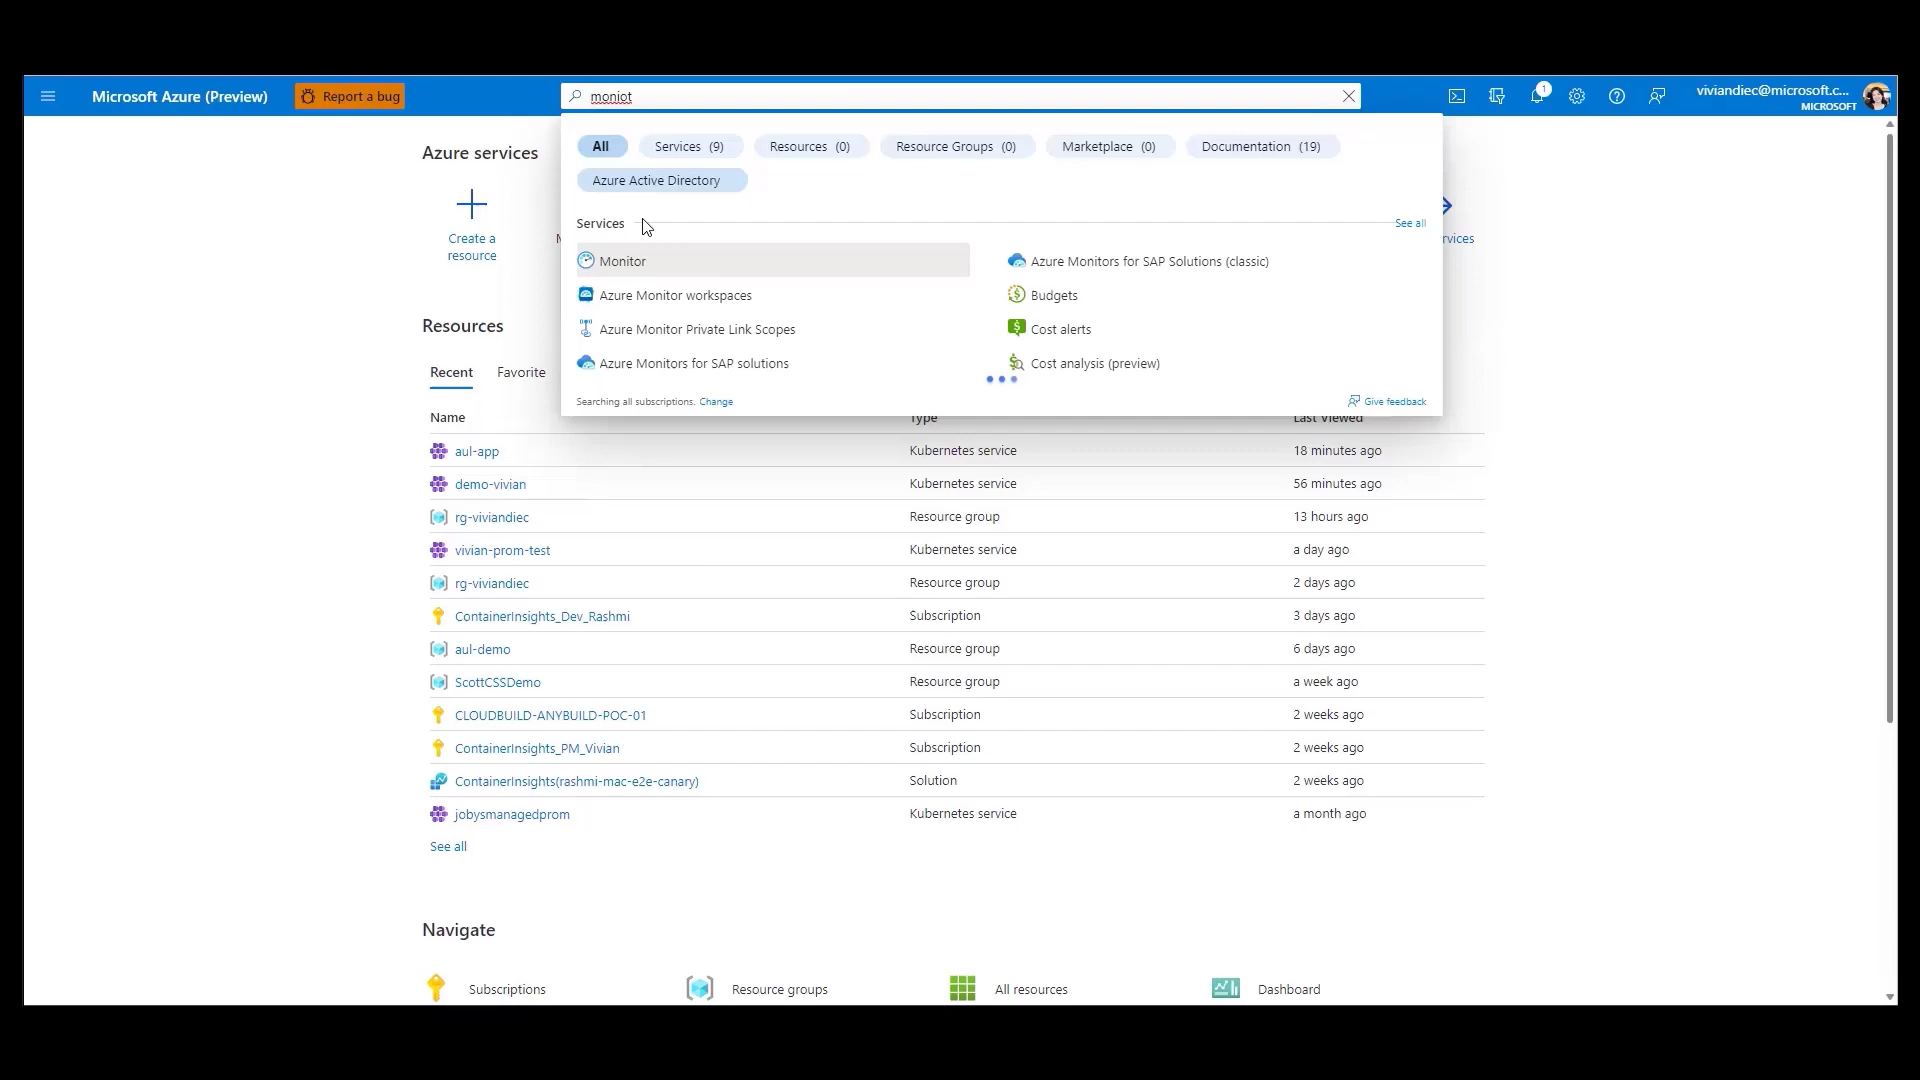 Microsoft Azure (Preview)
Report a bug
moniot
1
viviandiec@microsoft.c...
MICROSOFT
All
Services (9)
Resources (0)
Resource Groups (0)
Marketplace (0)
Documentation (19)
Azure Active Directory
Services
See all
Monitor
Azure Monitors for SAP Solutions (classic)
Azure Monitor workspaces
Budgets
Azure Monitor Private Link Scopes
Cost alerts
Azure Monitors for SAP solutions
Cost analysis (preview)
Searching all subscriptions. Change
Give feedback
Azure services
Create a
resource
rvices
Resources
Recent
Favorite
Name
Type
Last Viewed
aul-app
Kubernetes service
18 minutes ago
demo-vivian
Kubernetes service
56 minutes ago
rg-viviandiec
Resource group
13 hours ago
vivian-prom-test
Kubernetes service
a day ago
rg-viviandiec
Resource group
2 days ago
ContainerInsights_Dev_Rashmi
Subscription
3 days ago
aul-demo
Resource group
6 days ago
ScottCSSDemo
Resource group
a week ago
CLOUDBUILD-ANYBUILD-POC-01
Subscription
2 weeks ago
ContainerInsights_PM_Vivian
Subscription
2 weeks ago
ContainerInsights(rashmi-mac-e2e-canary)
Solution
2 weeks ago
jobysmanagedprom
Kubernetes service
a month ago
See all
Navigate
Subscriptions
Resource groups
All resources
Dashboard